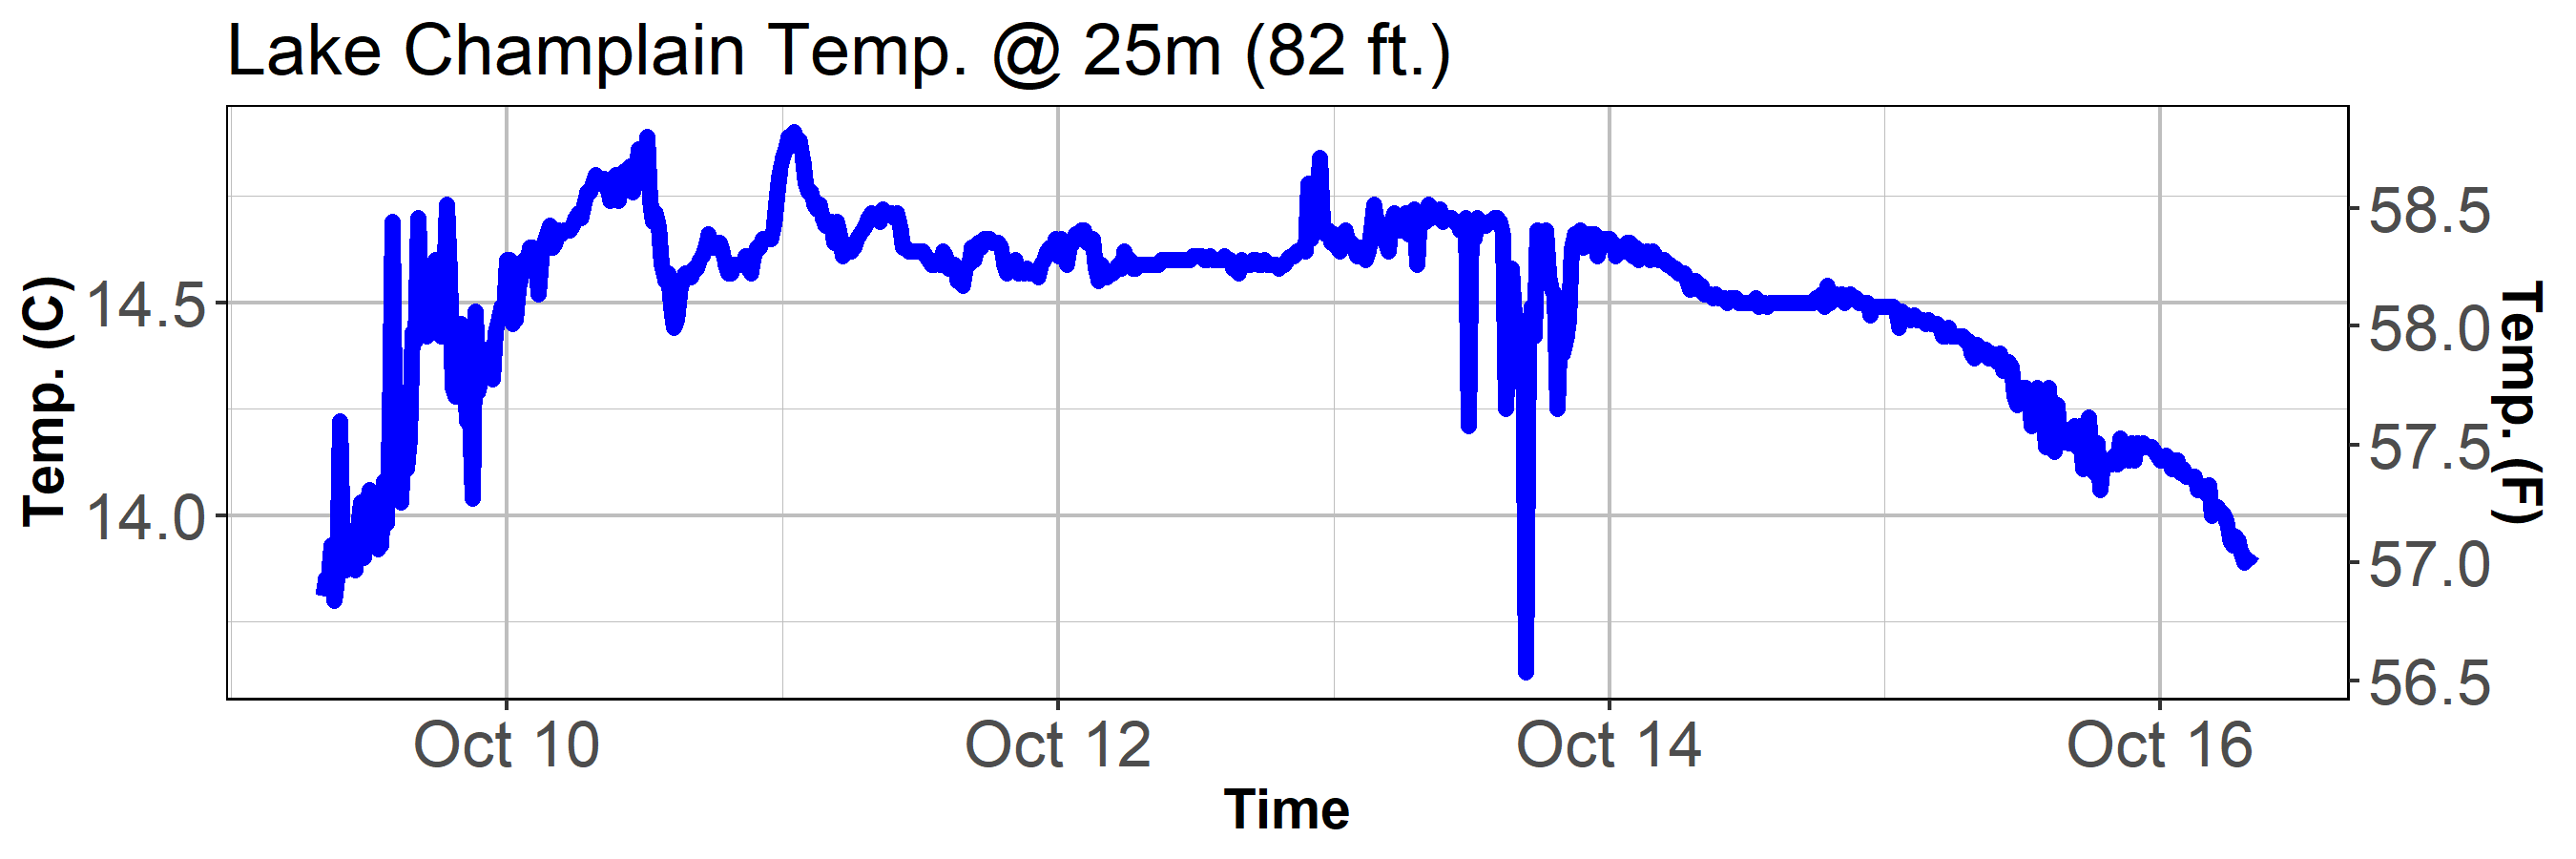 Lake Champlain Temp. @ 25m (82 ft.)
Temp. (C)
14.5
14.0
58.5
58.0
57.5
57.0
56.5
Temp. (F)
Oct 10
Oct 12
Oct 14
Oct 16
Time